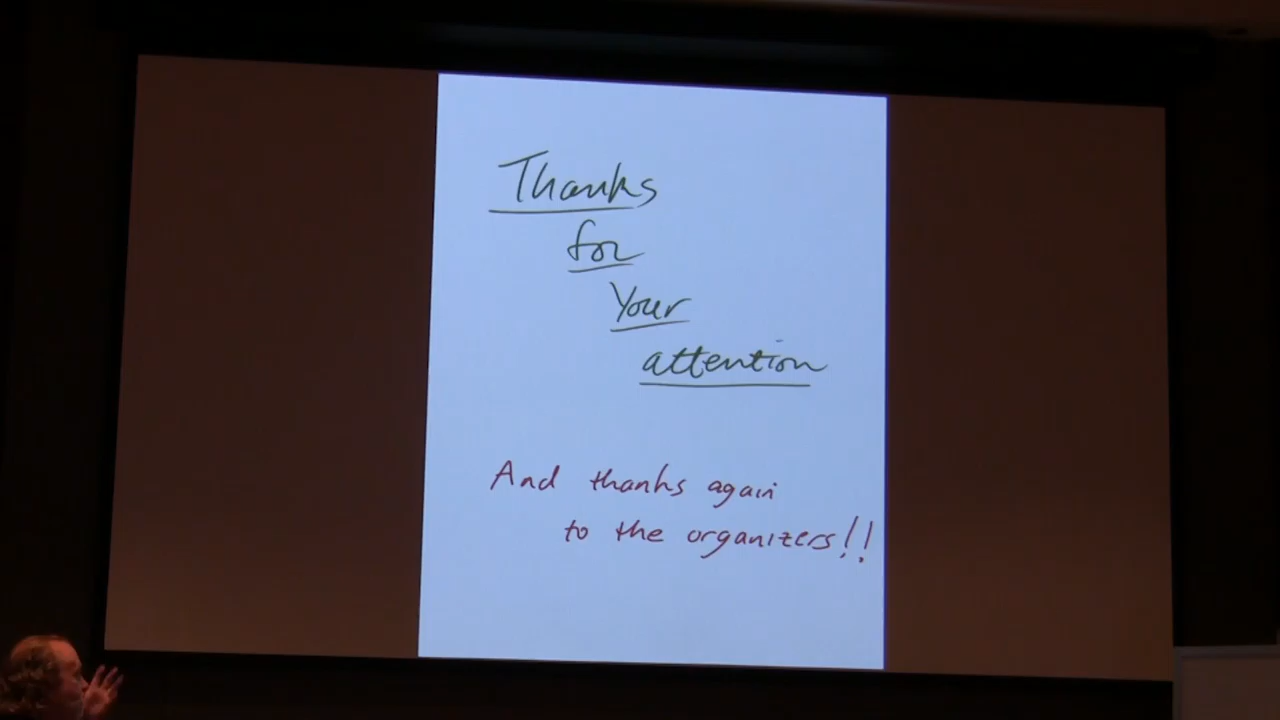 Thanks
for
Your
attention
And thanks again
to the organizers!!